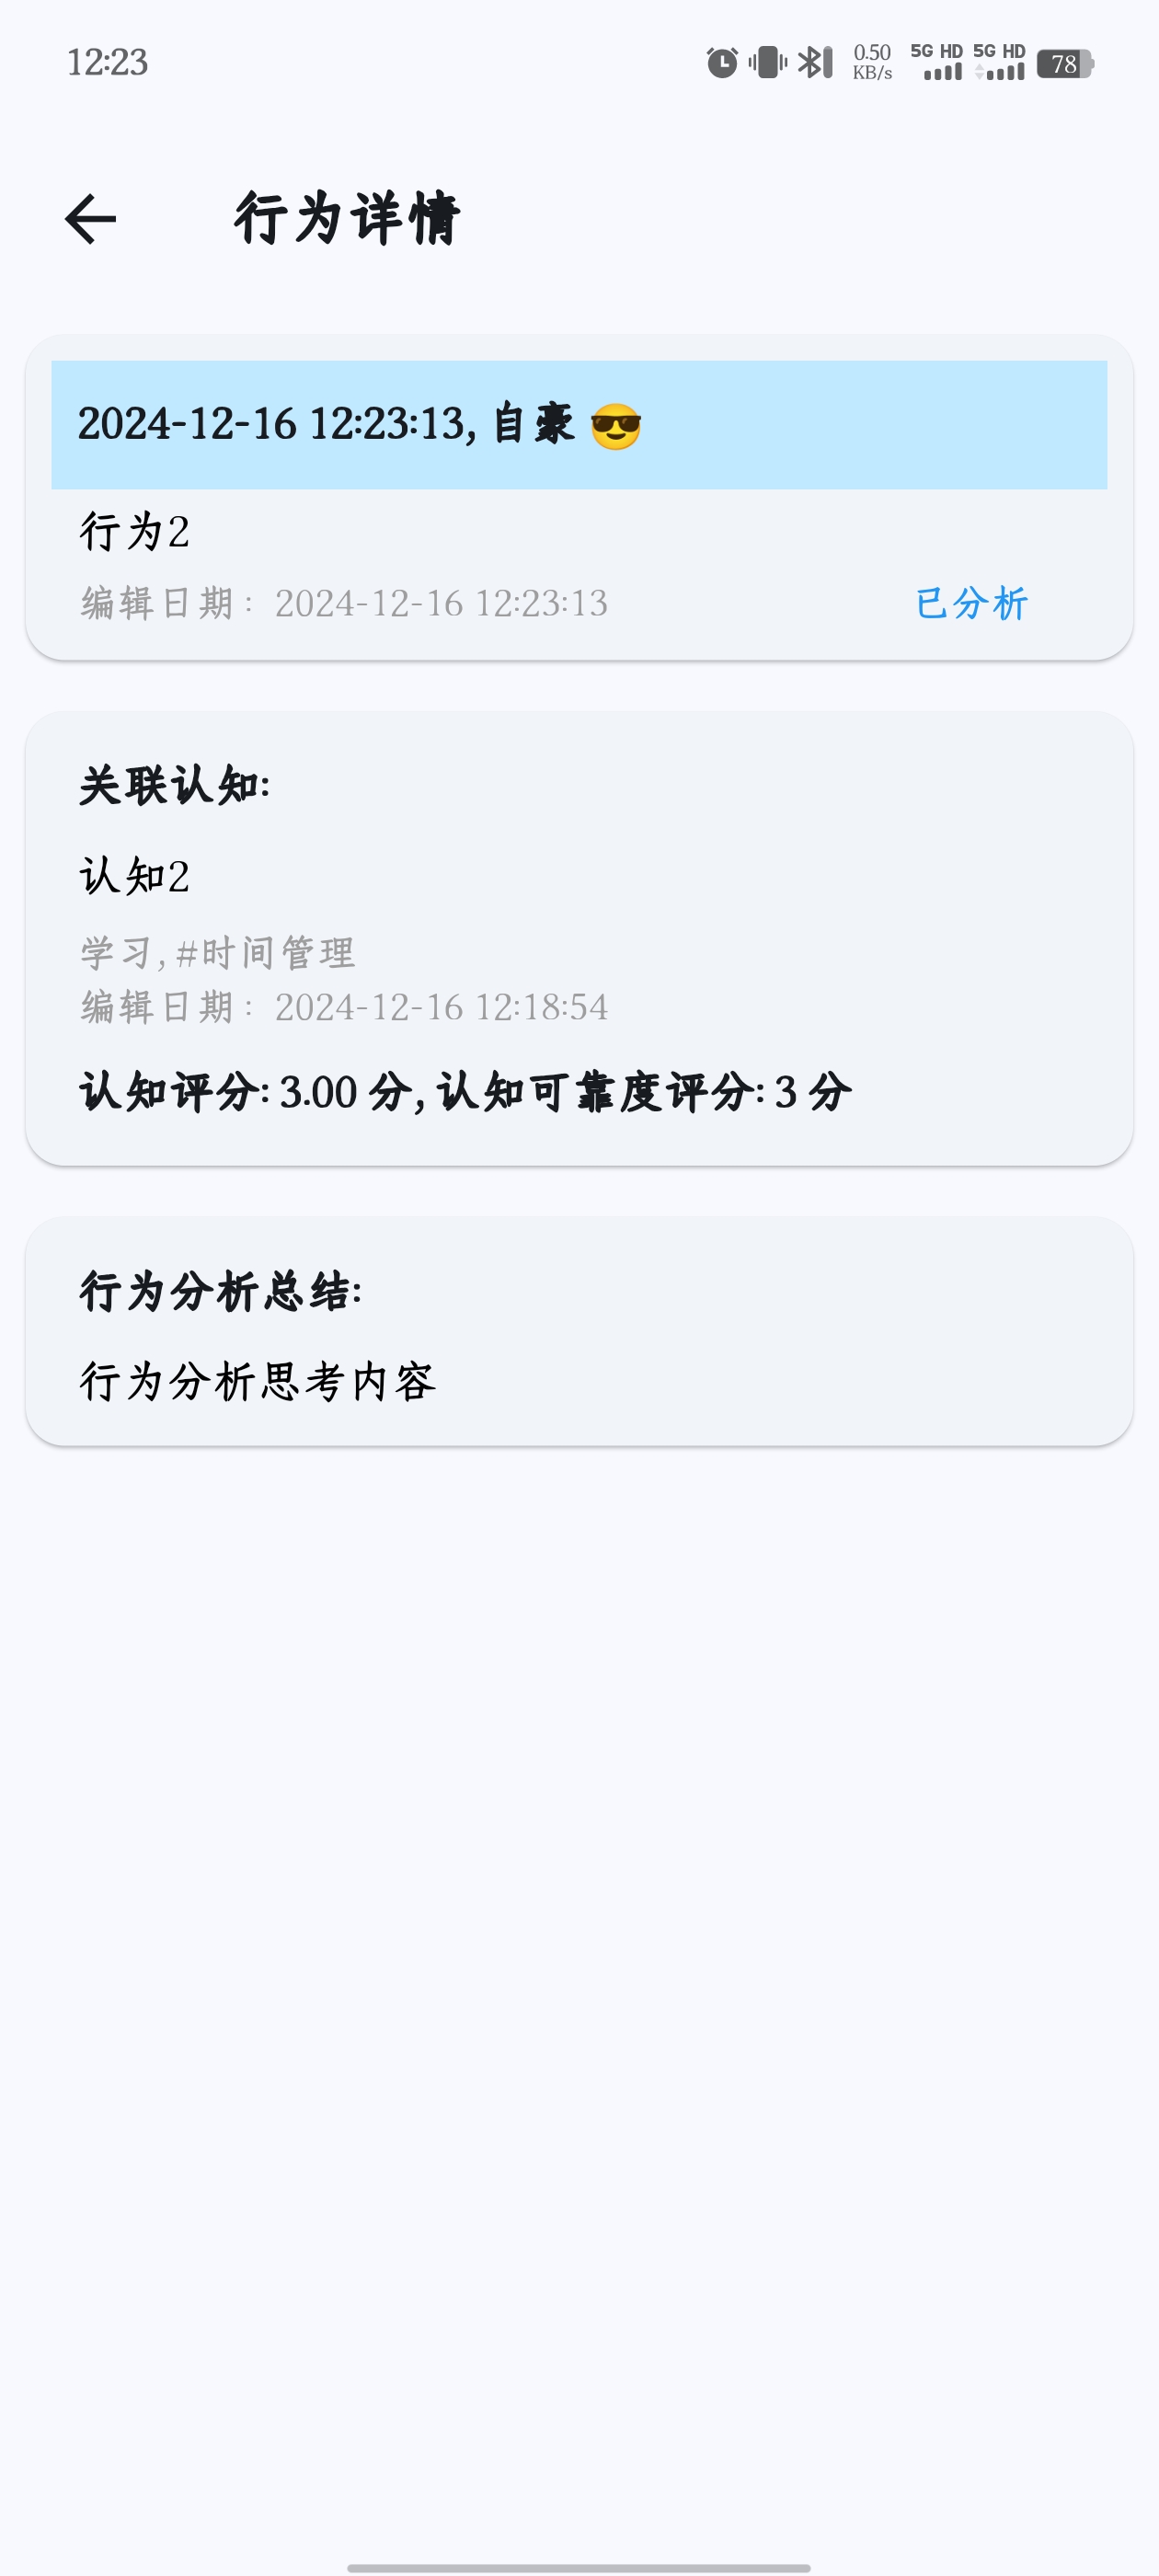 12:23
0.50 KB/s 5G HD 5G HD 78
行为详情
2024-12-16 12:23:13, 自豪 😎
行为2
编辑日期：2024-12-16 12:23:13 已分析
关联认知:
认知2
学习, #时间管理
编辑日期：2024-12-16 12:18:54
认知评分: 3.00 分, 认知可靠度评分: 3 分
行为分析总结:
行为分析思考内容